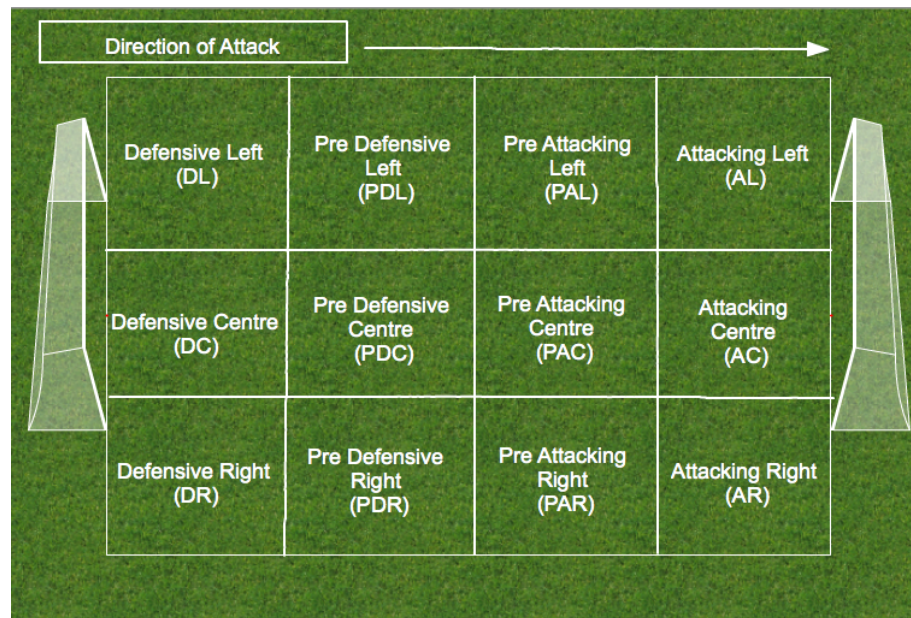 Direction of Attack
Defensive Left
(DL)
Pre Defensive
Left
(PDL)
Pre Attacking
Left
(PAL)
Attacking Left
(AL)
Defensive Centre
(DC)
Pre Defensive
Centre
(PDC)
Pre Attacking
Centre
(PAC)
Attacking
Centre
(AC)
Defensive Right
(DR)
Pre Defensive
Right
(PDR)
Pre Attacking
Right
(PAR)
Attacking Right
(AR)